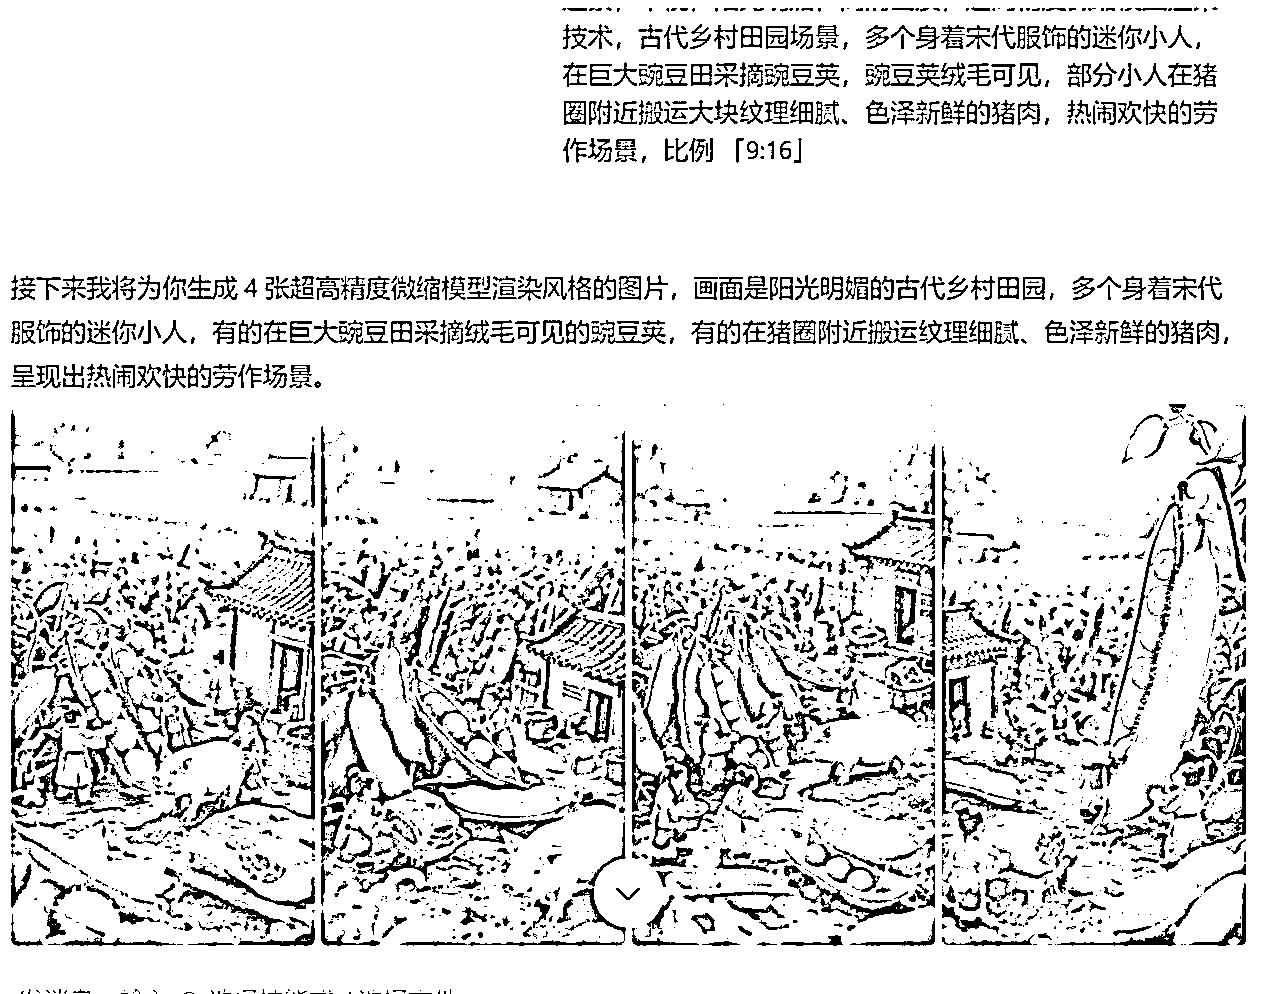 技术，古代乡村田园场景，多个身着宋代服饰的迷你小人，
在巨大豌豆田采摘豌豆荚，豌豆荚绒毛可见，部分小人在猪
圈附近搬运大块纹理细腻、色泽新鲜的猪肉，热闹欢快的劳
作场景，比例「9:16」
接下来我将为你生成 4 张超高精度微缩模型渲染风格的图片，画面是阳光明媚的古代乡村田园，多个身着宋代
服饰的迷你小人，有的在巨大豌豆田采摘绒毛可见的豌豆荚，有的在猪圈附近搬运纹理细腻、色泽新鲜的猪肉，
呈现出热闹欢快的劳作场景。